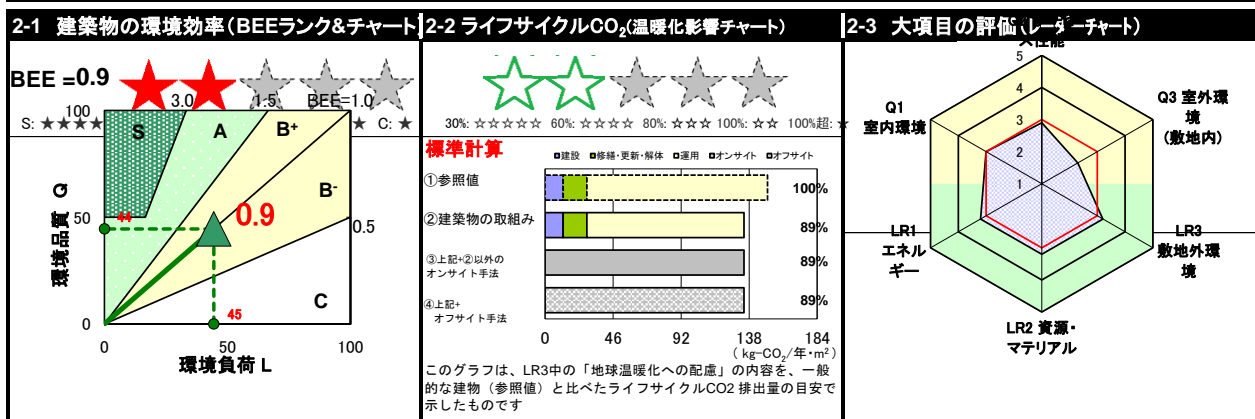 2-1 建築物の環境効率(BEEランク&チャート)
BEE =0.9
100
3.0
1.5
BEE=1.0
S: ★★★★
★ C: ★
S
A
B+
B-
C
環境品質 Q
50
44
0.9
0.5
0
45
0
50
100
環境負荷 L
2-2 ライフサイクルCO2(温暖化影響チャート)
30%: ☆☆☆☆☆ 60%: ☆☆☆☆ 80%: ☆☆☆ 100%: ☆☆ 100%超: ★
標準計算
■建設 ■修繕・更新・解体 □運用 □オンサイト □オフサイト
①参照値
100%
②建築物の取組み
89%
③上記+②以外の
オンサイト手法
89%
④上記+
オフサイト手法
89%
0 46 92 138 184
( kg-CO2/年・m2)
このグラフは、LR3中の「地球温暖化への配慮」の内容を、一般
的な建物(参照値)と比べたライフサイクルCO2 排出量の目安で
示したものです
2-3 大項目の評価(レーダーチャート)
5
4
3
2
1
Q1
室内環境
Q3 室外環
境
(敷地内)
LR1
エネル
ギー
LR3
敷地外環
境
LR2 資源・
マテリアル